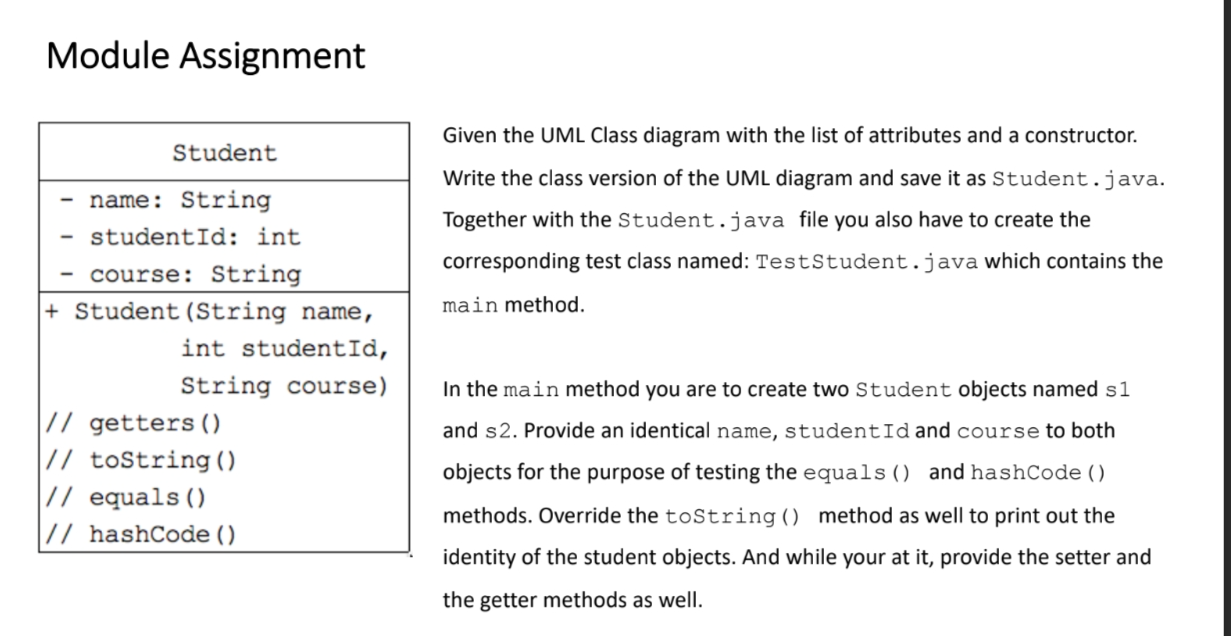 Module Assignment
Student
- name: String
- studentId: int
- course: String
+ Student(String name,
int studentId,
String course)
// getters()
// toString()
// equals()
// hashCode()
Given the UML Class diagram with the list of attributes and a constructor.
Write the class version of the UML diagram and save it as Student.java.
Together with the Student.java file you also have to create the
corresponding test class named: TestStudent.java which contains the
main method.
In the main method you are to create two Student objects named s1
and s2. Provide an identical name, studentId and course to both
objects for the purpose of testing the equals() and hashCode()
methods. Override the toString() method as well to print out the
identity of the student objects. And while your at it, provide the setter and
the getter methods as well.